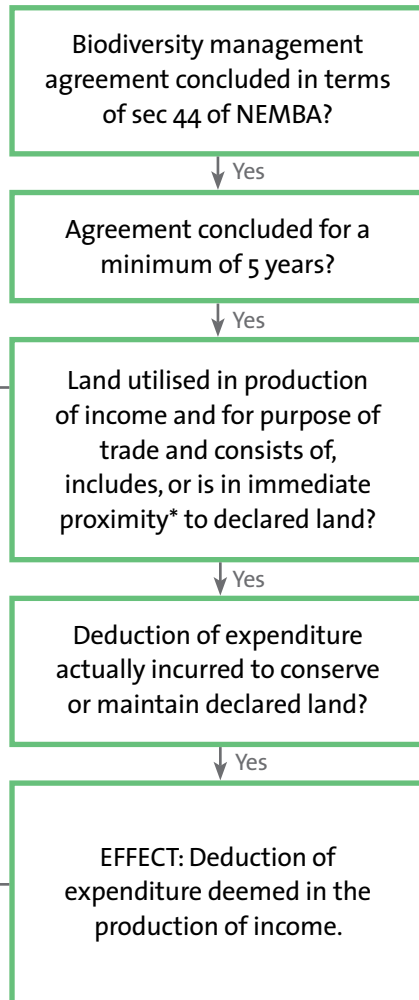 Biodiversity management
agreement concluded in terms
of sec 44 of NEMBA?
Yes
Agreement concluded for a
minimum of 5 years?
Yes
Land utilised in production
of income and for purpose of
trade and consists of,
includes, or is in immediate
proximity* to declared land?
Yes
Deduction of expenditure
actually incurred to conserve
or maintain declared land?
Yes
EFFECT: Deduction of
expenditure deemed in the
production of income.